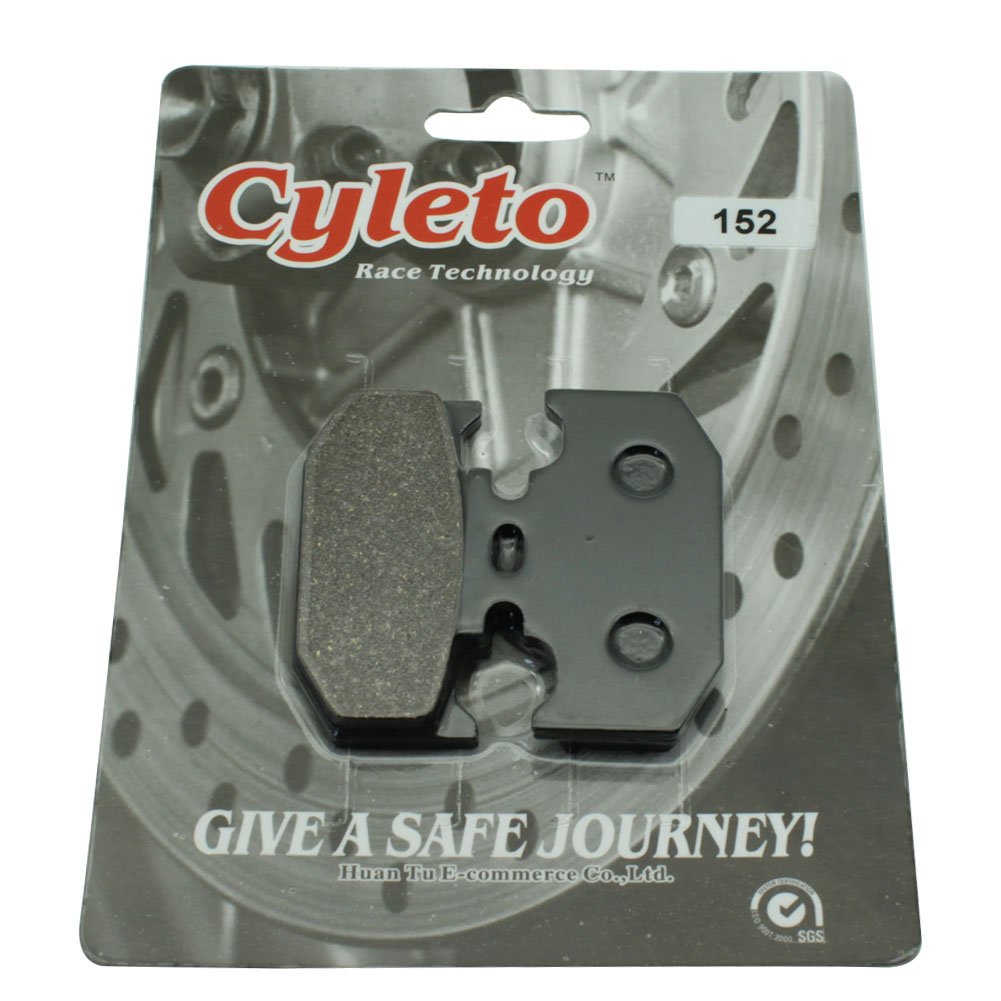 Cyleto™
152
Race Technology
GIVE A SAFE JOURNEY!
Huan Tu E-commerce Co.,Ltd.
SYSTEM CERTIFICATION
ISO 9001:2000
SGS